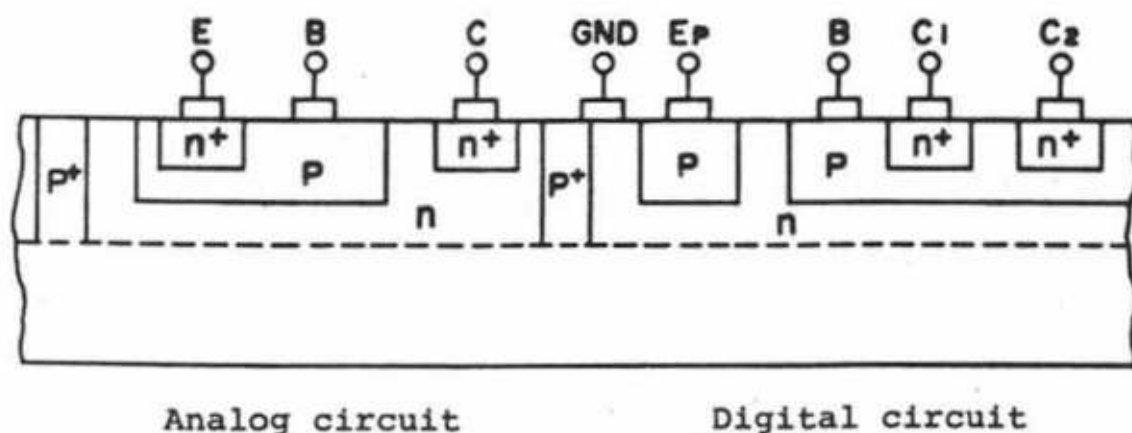 E B C GND EP B C1 C2
n+ n+ n+ n+
P+ P P+ P P
n n
Analog circuit Digital circuit